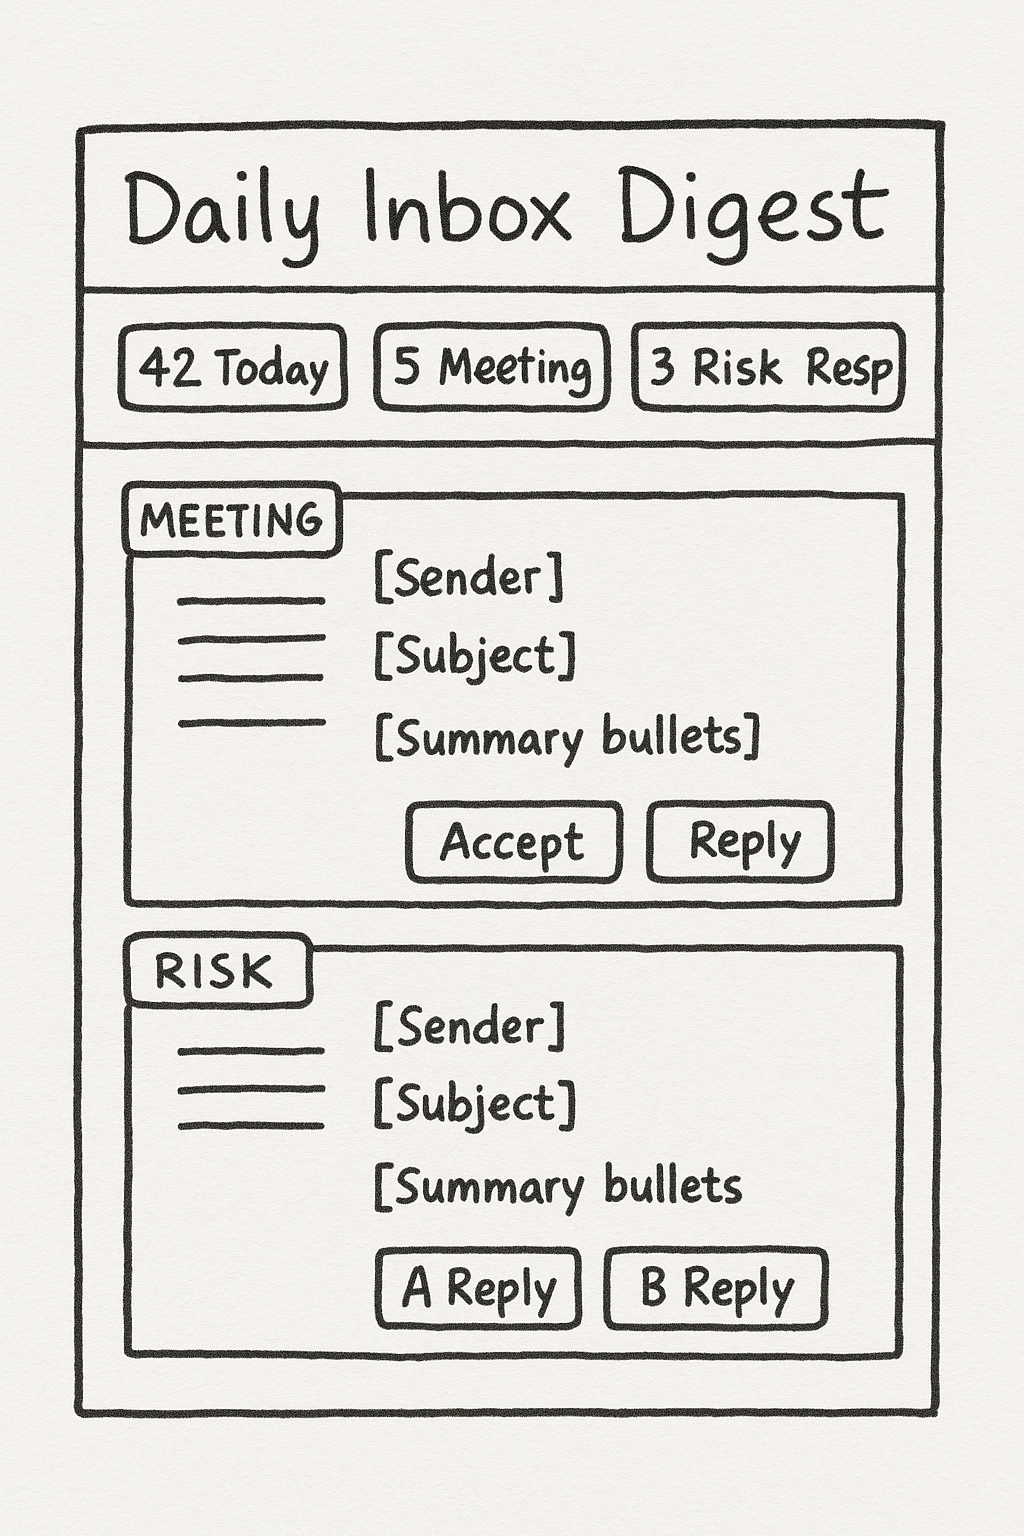 Daily Inbox Digest
42 Today 5 Meeting 3 Risk Resp
MEETING
[Sender]
[Subject]
[Summary bullets]
Accept Reply
RISK
[Sender]
[Subject]
[Summary bullets
A Reply B Reply